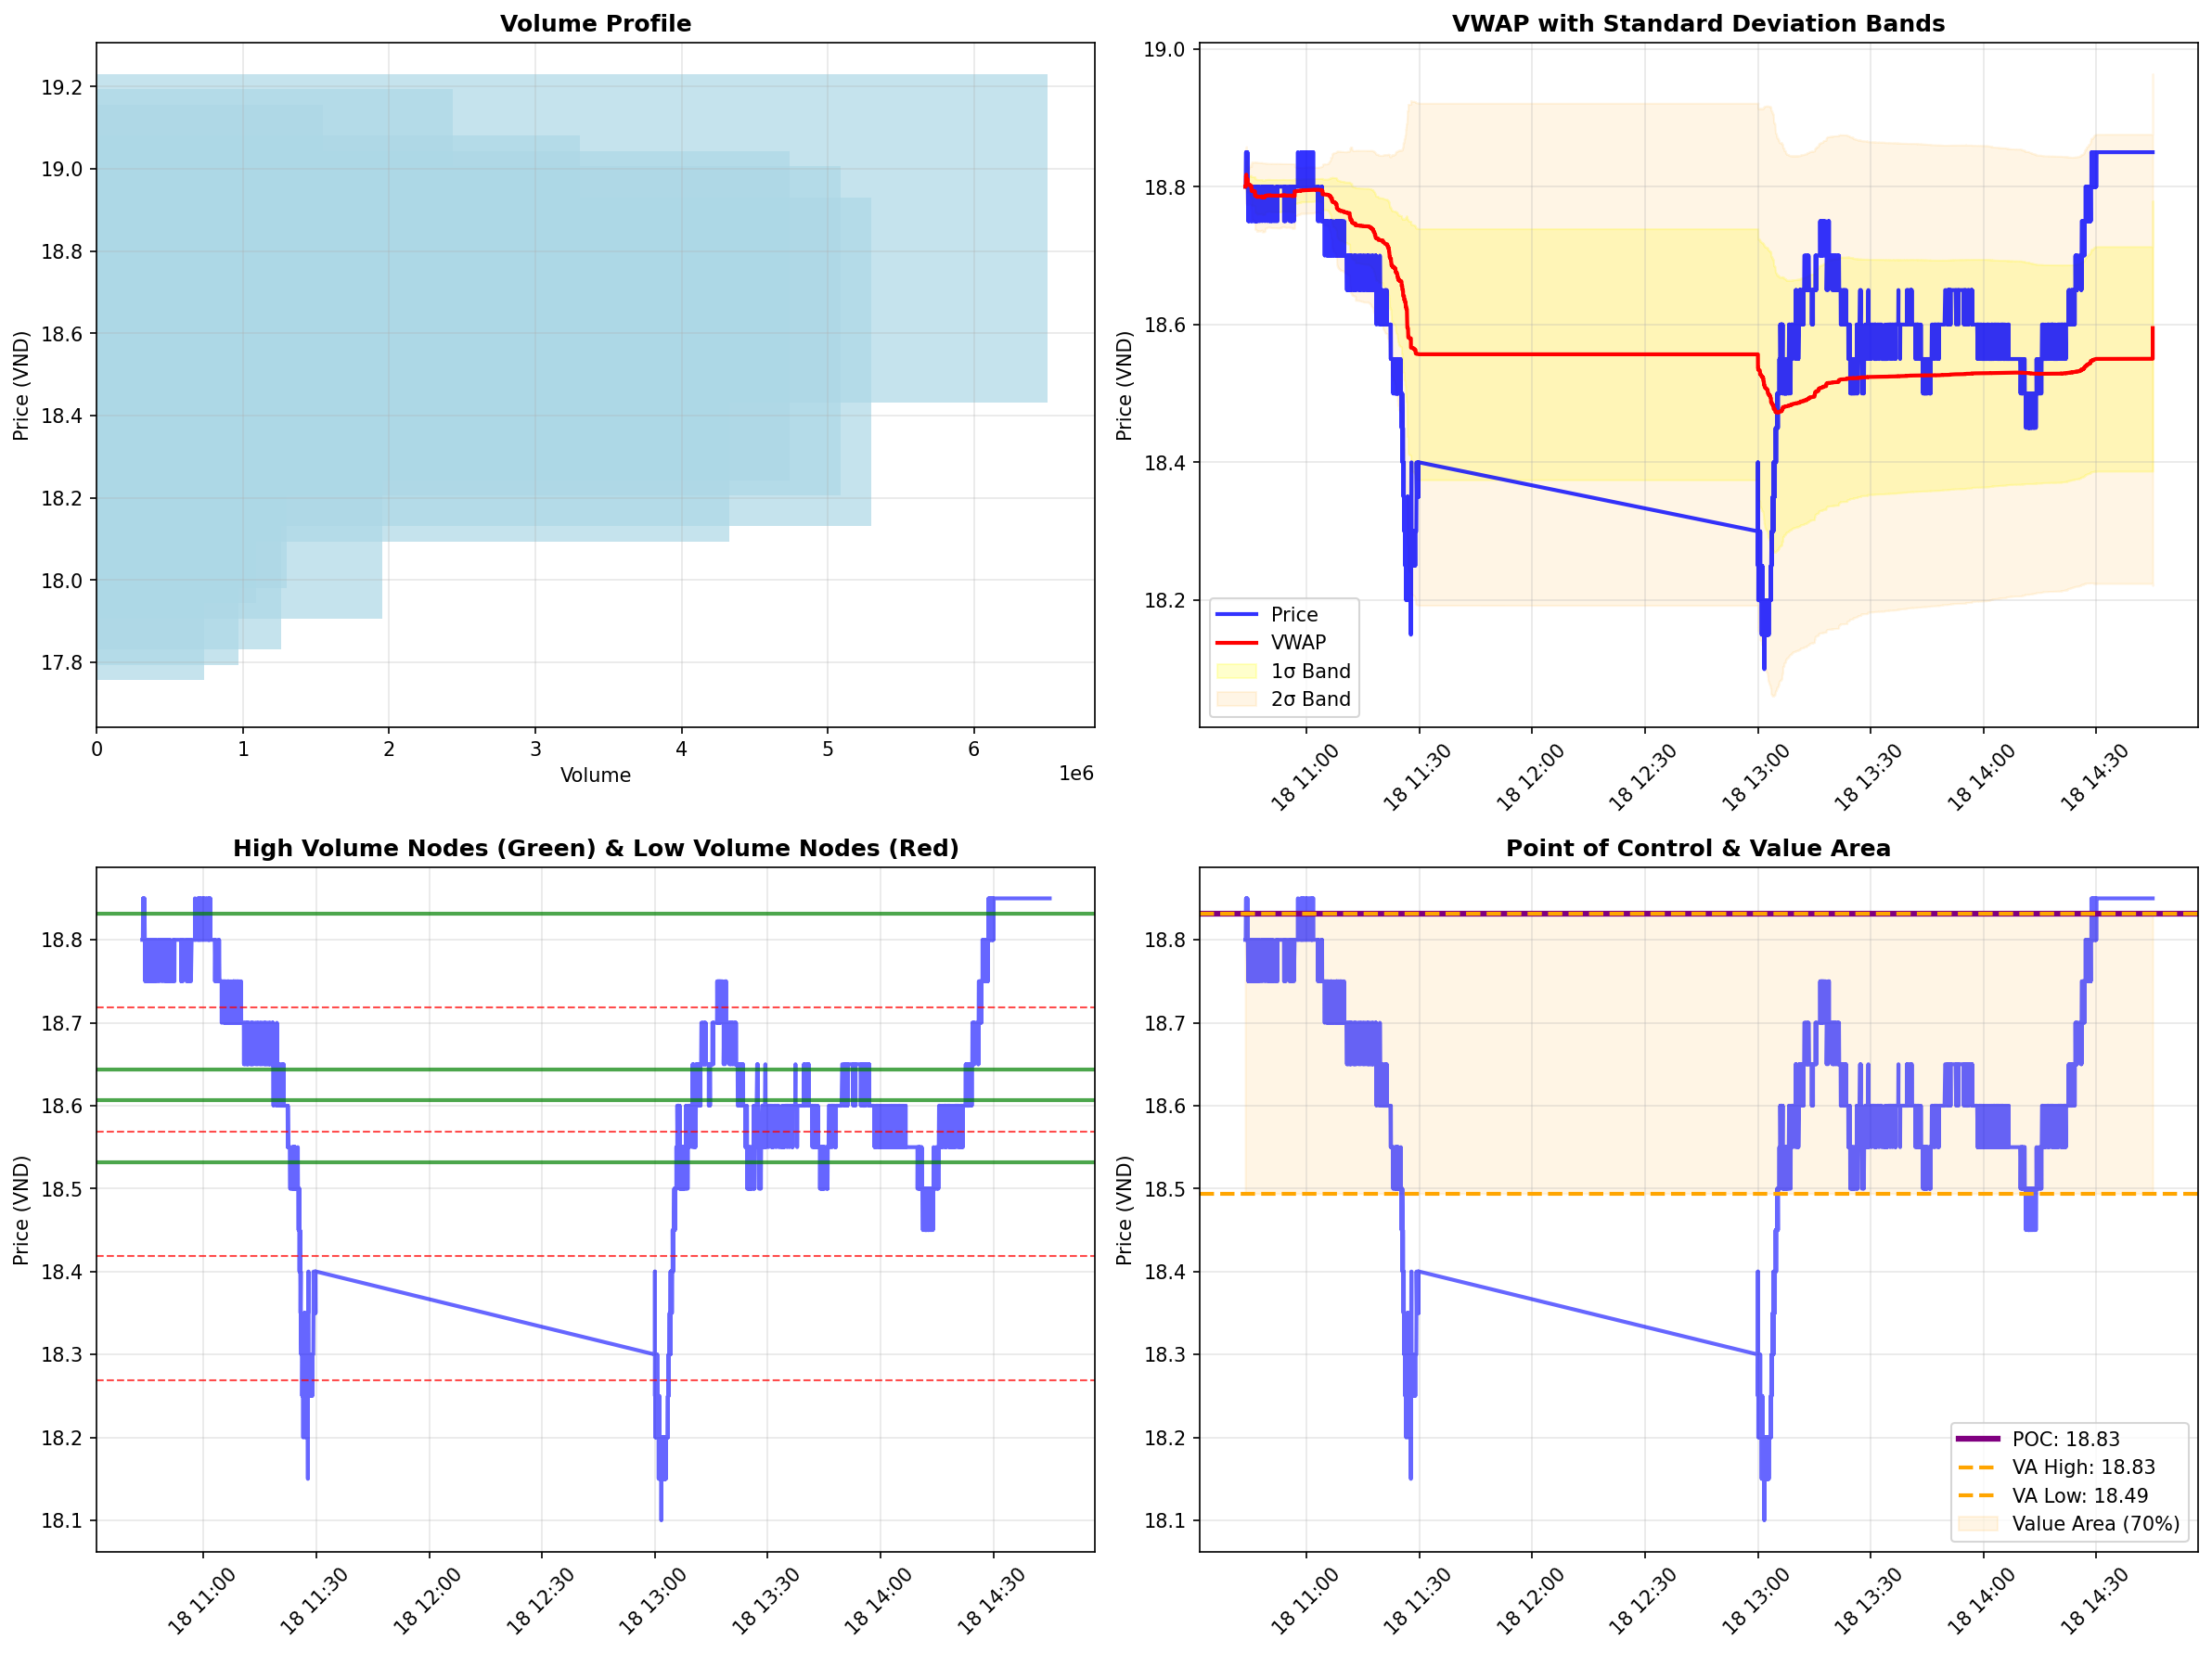 Volume Profile
Price (VND)
19.2
19.0
18.8
18.6
18.4
18.2
18.0
17.8
0 1 2 3 4 5 6
Volume
1e6
VWAP with Standard Deviation Bands
Price (VND)
19.0
18.8
18.6
18.4
18.2
Price
VWAP
1σ Band
2σ Band
18 11:00 18 11:30 18 12:00 18 12:30 18 13:00 18 13:30 18 14:00 18 14:30
High Volume Nodes (Green) & Low Volume Nodes (Red)
Price (VND)
18.8
18.7
18.6
18.5
18.4
18.3
18.2
18.1
18 11:00 18 11:30 18 12:00 18 12:30 18 13:00 18 13:30 18 14:00 18 14:30
Point of Control & Value Area
Price (VND)
18.8
18.7
18.6
18.5
18.4
18.3
18.2
18.1
POC: 18.83
VA High: 18.83
VA Low: 18.49
Value Area (70%)
18 11:00 18 11:30 18 12:00 18 12:30 18 13:00 18 13:30 18 14:00 18 14:30